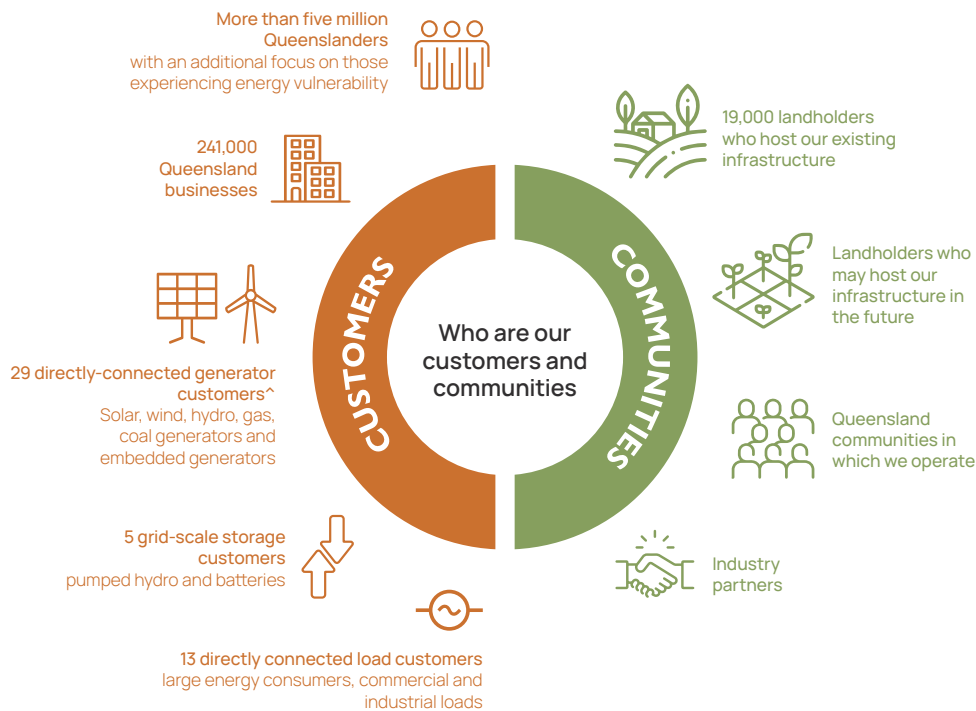 More than five million
Queenslanders
with an additional focus on those
experiencing energy vulnerability
241,000
Queensland
businesses
29 directly-connected generator
customers^
Solar, wind, hydro, gas,
coal generators and
embedded generators
5 grid-scale storage
customers
pumped hydro and batteries
13 directly connected load customers
large energy consumers, commercial and
industrial loads
CUSTOMERS
Who are our
customers and
communities
COMMUNITIES
19,000 landholders
who host our existing
infrastructure
Landholders who
may host our
infrastructure in
the future
Queensland
communities in
which we operate
Industry
partners